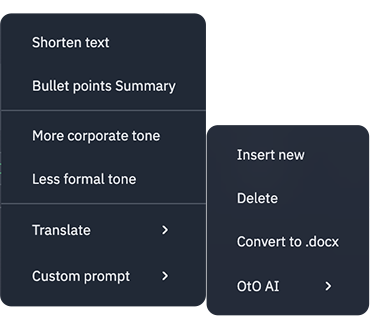 Shorten text
Bullet points Summary
More corporate tone
Less formal tone
Translate
Custom prompt
Insert new
Delete
Convert to .docx
OtO AI